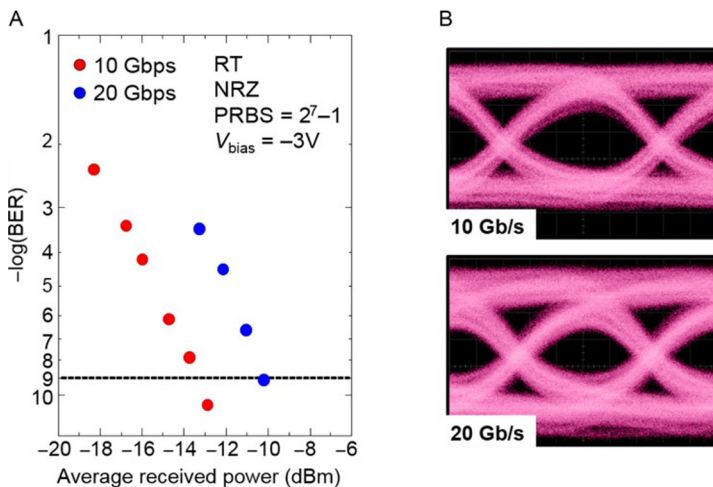 A
B
1
2
3
4
5
6
7
8
9
10
–log(BER)
10 Gbps
20 Gbps
RT
NRZ
PRBS = 2⁷–1
V_bias = –3V
–20 –18 –16 –14 –12 –10 –8 –6
Average received power (dBm)
10 Gb/s
20 Gb/s